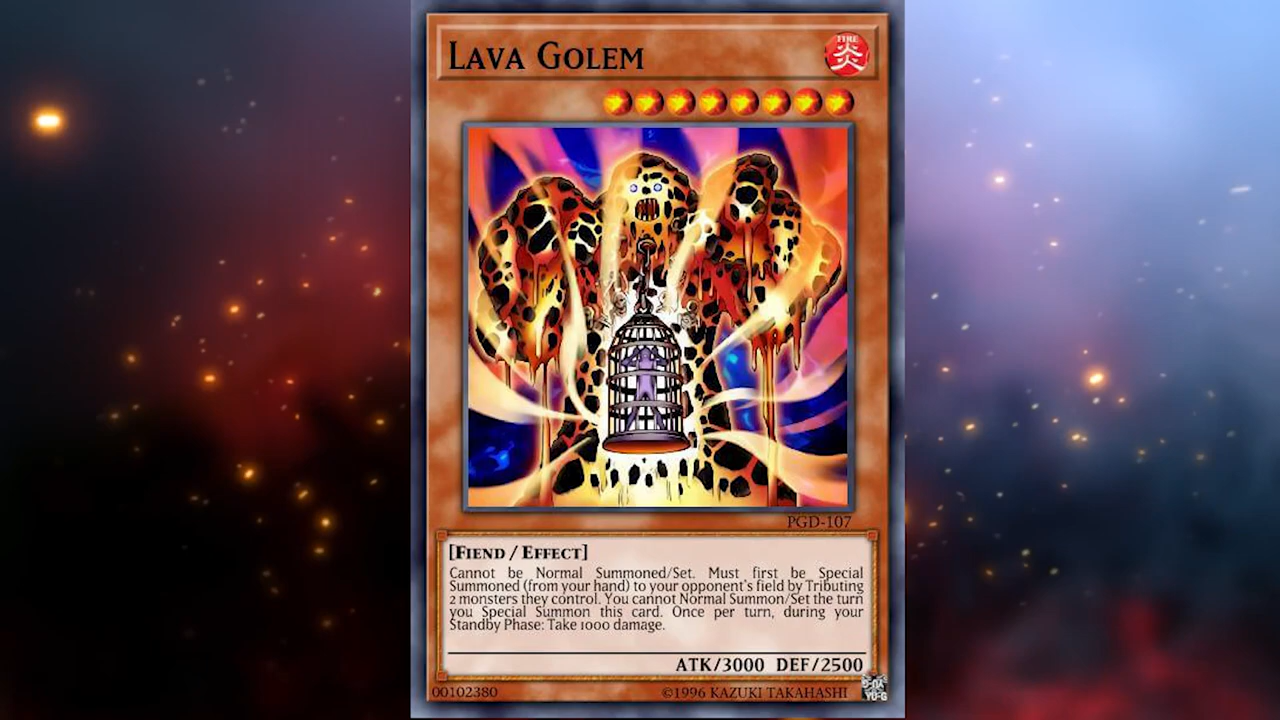 LAVA GOLEM
FIRE
炎
PGD-107
[FIEND / EFFECT]
Cannot be Normal Summoned/Set. Must first be Special
Summoned (from your hand) to your opponent's field by Tributing
2 monsters they control. You cannot Normal Summon/Set the turn
you Special Summon this card. Once per turn, during your
Standby Phase: Take 1000 damage.
ATK/3000 DEF/2500
00102380
©1996 KAZUKI TAKAHASHI